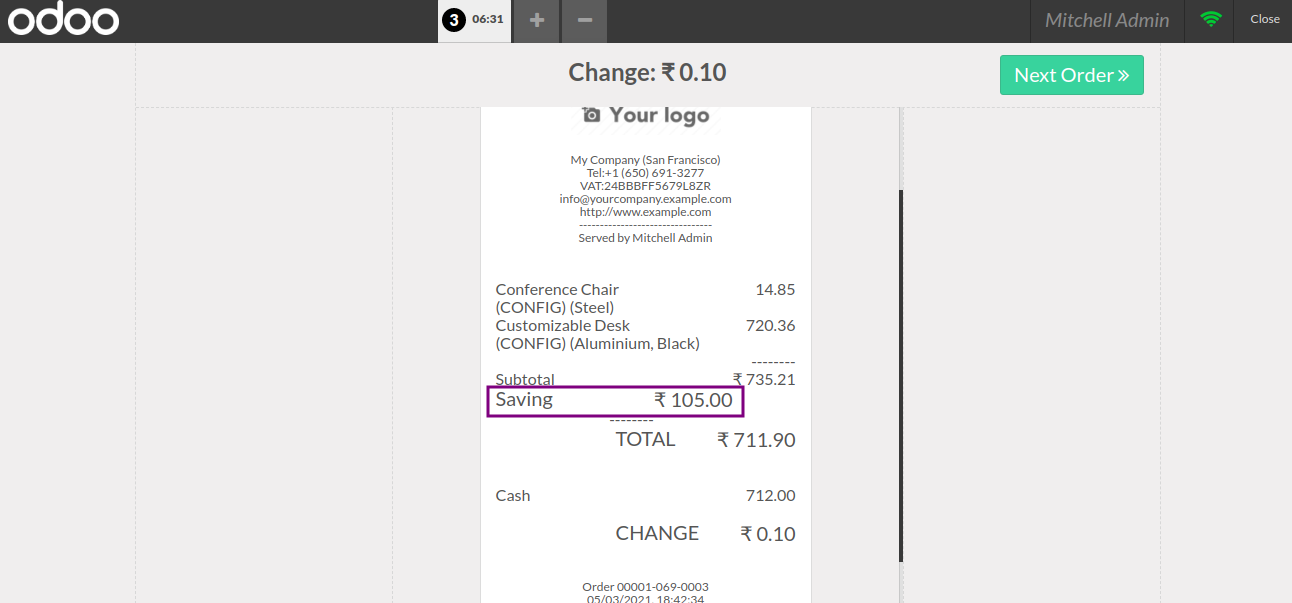 odoo
3 06:31 + −
Mitchell Admin
Close
Change: ₹ 0.10
Next Order »
Your logo
My Company (San Francisco)
Tel:+1 (650) 691-3277
VAT:24BBBFF5679L8ZR
info@yourcompany.example.com
http://www.example.com
--------------------------------
Served by Mitchell Admin
Conference Chair 14.85
(CONFIG) (Steel)
Customizable Desk 720.36
(CONFIG) (Aluminium, Black)
--------
Subtotal ₹ 735.21
Saving ₹ 105.00
--------
TOTAL ₹ 711.90
Cash 712.00
CHANGE ₹ 0.10
Order 00001-069-0003
05/03/2021, 18:42:34